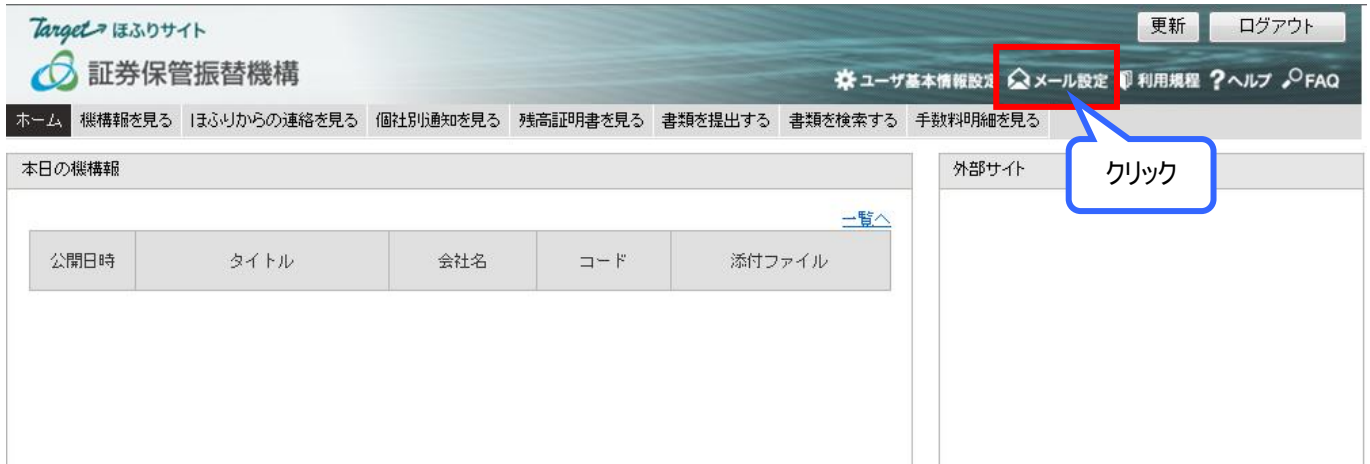 Target ほふりサイト
更新 ログアウト
証券保管振替機構
ユーザ基本情報設定 メール設定 利用規程 ?ヘルプ FAQ
ホーム 機構報を見る ほふりからの連絡を見る 個社別通知を見る 残高証明書を見る 書類を提出する 書類を検索する 手数料明細を見る
本日の機構報
外部サイト
クリック
一覧へ
公開日時 タイトル 会社名 コード 添付ファイル